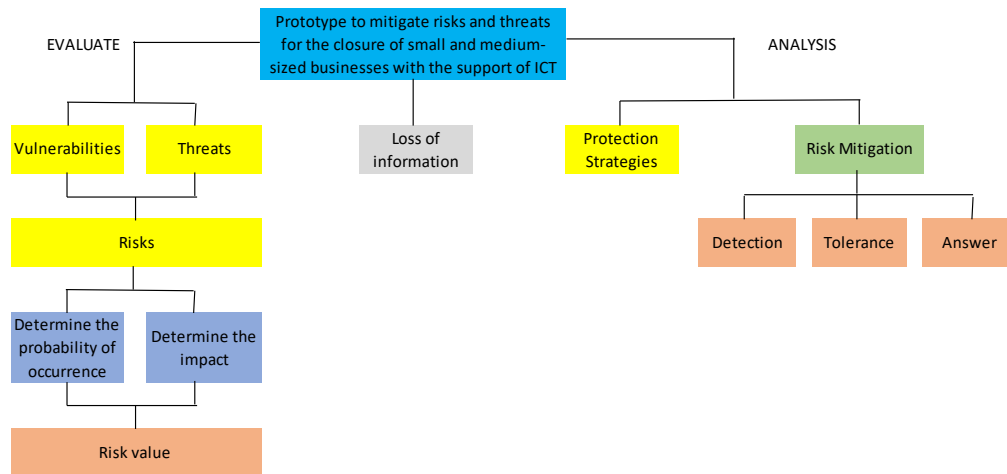 EVALUATE
Prototype to mitigate risks and threats
for the closure of small and medium-
sized businesses with the support of ICT
ANALYSIS
Vulnerabilities
Threats
Loss of
information
Protection
Strategies
Risk Mitigation
Risks
Detection
Tolerance
Answer
Determine the
probability of
occurrence
Determine the
impact
Risk value